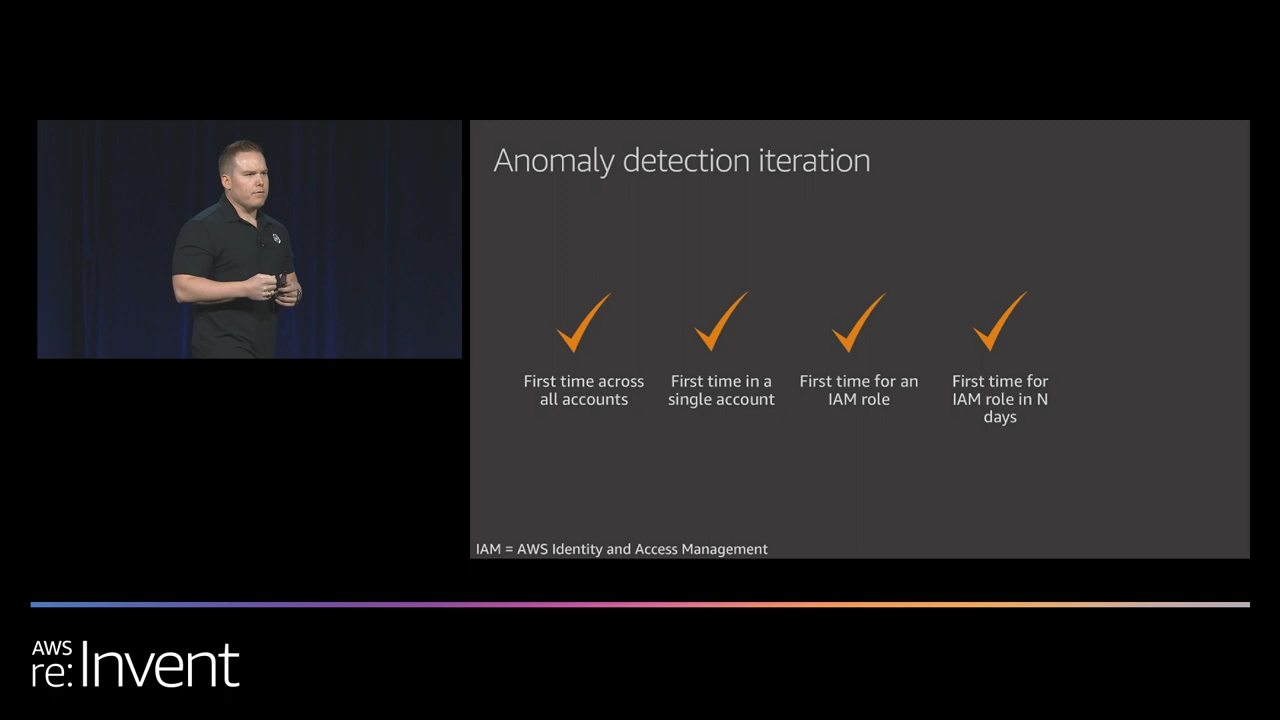 Anomaly detection iteration
First time across
all accounts
First time in a
single account
First time for an
IAM role
First time for
IAM role in N
days
IAM = AWS Identity and Access Management
AWS
re:Invent